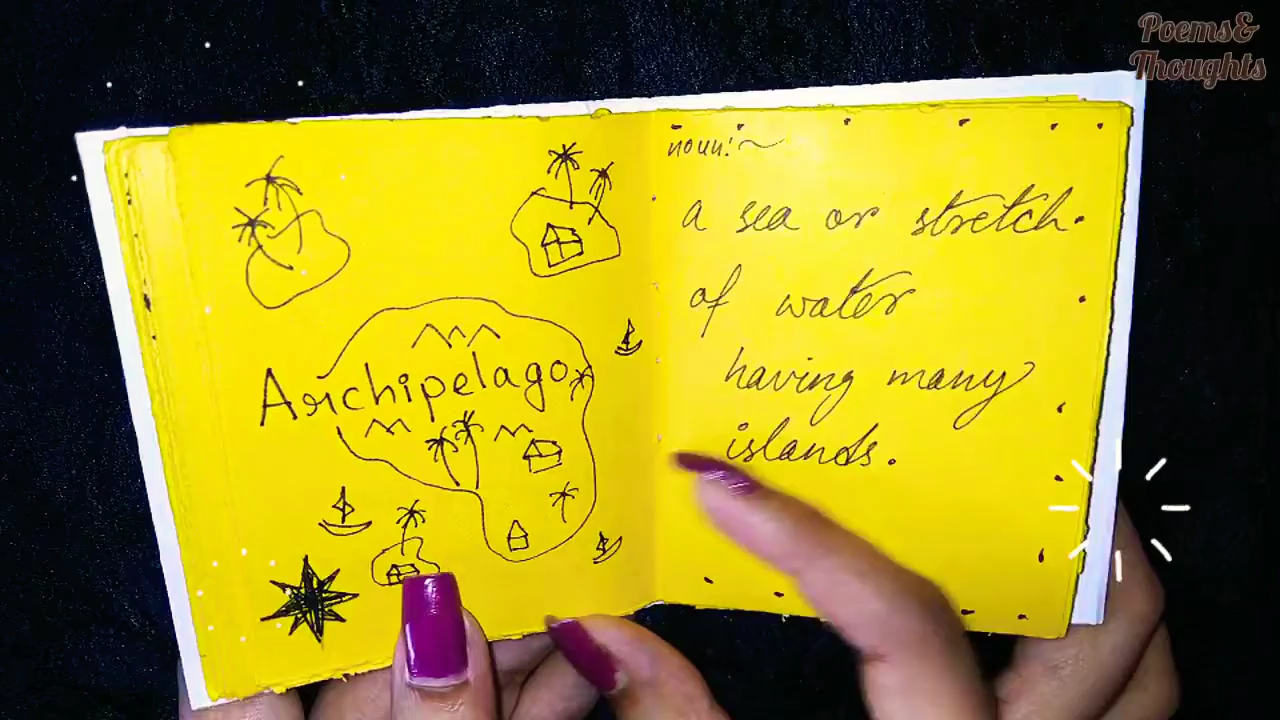 Poems&
Thoughts
Archipelago
noun:~
a sea or stretch
of water
having many
islands.